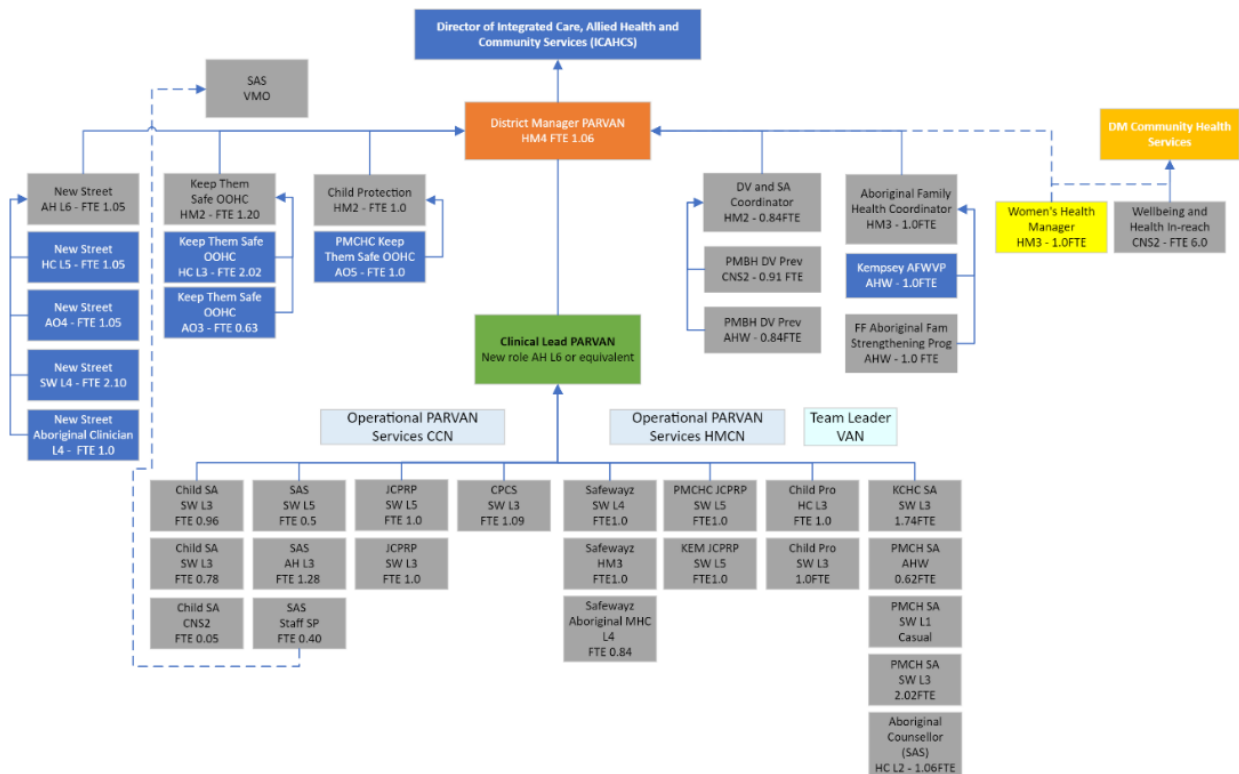 Director of Integrated Care, Allied Health and
Community Services (ICAHCS)
SAS
VMO
District Manager PARVAN
HM4 FTE 1.06
DM Community Health
Services
New Street
AH L6 - FTE 1.05
Keep Them
Safe OOHC
HM2 - FTE 1.20
Child Protection
HM2 - FTE 1.0
DV and SA
Coordinator
HM2 - 0.84FTE
Aboriginal Family
Health Coordinator
HM3 - 1.0FTE
Women's Health
Manager
HM3 - 1.0FTE
Wellbeing and
Health In-reach
CNS2 - FTE 6.0
New Street
HC L5 - FTE 1.05
Keep Them Safe
OOHC
HC L3 - FTE 2.02
PMCHC Keep
Them Safe OOHC
AO5 - FTE 1.0
PMBH DV Prev
CNS2 - 0.91 FTE
Kempsey AFWVP
AHW - 1.0FTE
New Street
AO4 - FTE 1.05
Keep Them Safe
OOHC
AO3 - FTE 0.63
PMBH DV Prev
AHW - 0.84FTE
FF Aboriginal Fam
Strengthening Prog
AHW - 1.0 FTE
New Street
SW L4 - FTE 2.10
New Street
Aboriginal Clinician
L4 - FTE 1.0
Clinical Lead PARVAN
New role AH L6 or equivalent
Operational PARVAN
Services CCN
Operational PARVAN
Services HMCN
Team Leader
VAN
Child SA
SW L3
FTE 0.96
SAS
SW L5
FTE 0.5
JCPRP
SW L5
FTE 1.0
CPCS
SW L3
FTE 1.09
Safewayz
SW L4
FTE1.0
PMCHC JCPRP
SW L5
FTE1.0
Child Pro
HC L3
FTE 1.0
KCHC SA
SW L3
1.74FTE
Child SA
SW L3
FTE 0.78
SAS
AH L3
FTE 1.28
JCPRP
SW L3
FTE 1.0
Safewayz
HM3
FTE1.0
KEM JCPRP
SW L5
FTE1.0
Child Pro
SW L3
1.0FTE
PMCH SA
AHW
0.62FTE
Child SA
CNS2
FTE 0.05
SAS
Staff SP
FTE 0.40
Safewayz
Aboriginal MHC
L4
FTE 0.84
PMCH SA
SW L1
Casual
PMCH SA
SW L3
2.02FTE
Aboriginal
Counsellor
(SAS)
HC L2 - 1.06FTE